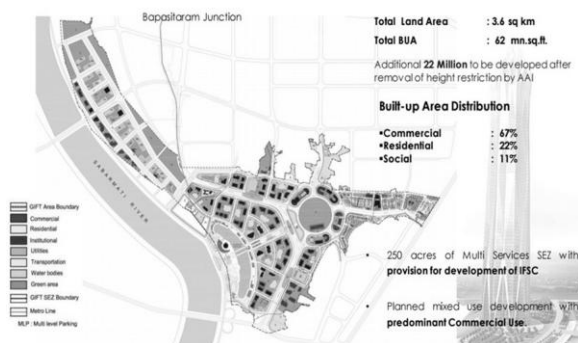 Bapasitaram Junction
Total Land Area : 3.6 sq km
Total BUA : 62 mn.sq.ft.
Additional 22 Million to be developed after
removal of height restriction by AAI
Built-up Area Distribution
▪Commercial : 67%
▪Residential : 22%
▪Social : 11%
SABARMATI RIVER
GIFT Area Boundary
Commercial
Residential
Institutional
Utilities
Transportation
Water bodies
Green area
GIFT SEZ Boundary
Metro Line
MLP : Multi level Parking
• 250 acres of Multi Services SEZ with
provision for development of IFSC
• Planned mixed use development with
predominant Commercial Use.